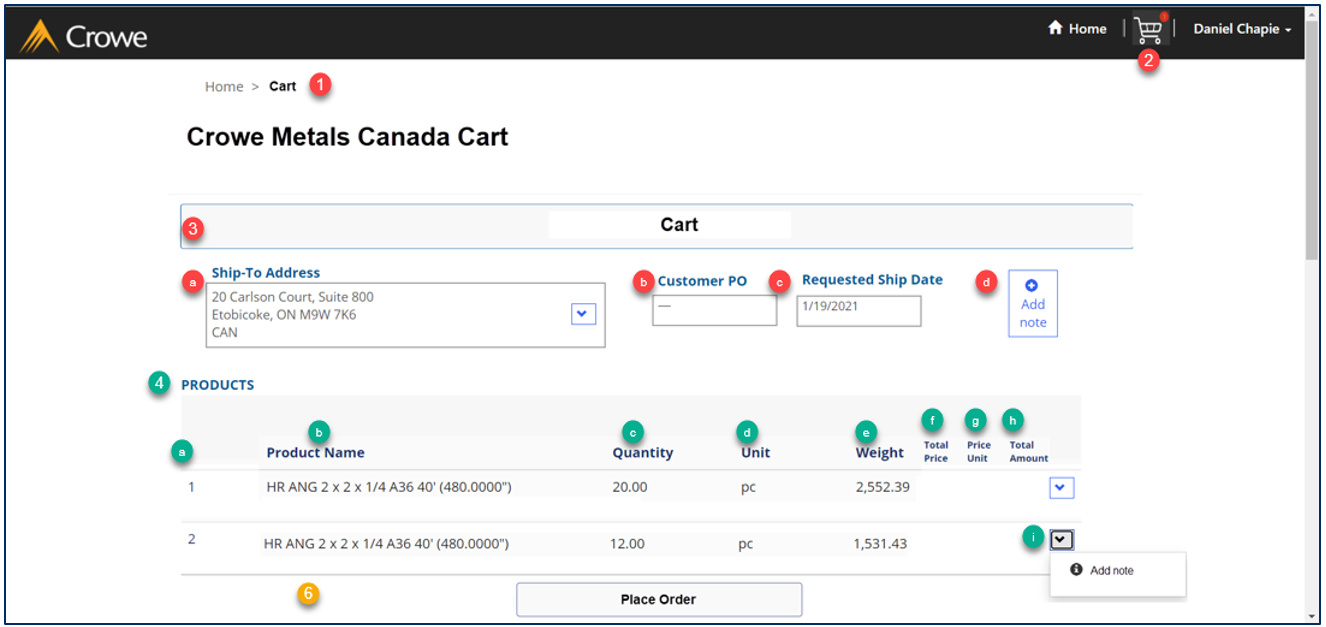 Crowe
Home
1
Daniel Chapie
2
Home > Cart 1
Crowe Metals Canada Cart
3
Cart
a Ship-To Address
20 Carlson Court, Suite 800
Etobicoke, ON M9W 7K6
CAN
b Customer PO
—
c Requested Ship Date
1/19/2021
d
Add
note
4 PRODUCTS
a
b
Product Name
c
Quantity
d
Unit
e
Weight
f
Total
Price
g
Price
Unit
h
Total
Amount
1 HR ANG 2 x 2 x 1/4 A36 40' (480.0000") 20.00 pc 2,552.39
2 HR ANG 2 x 2 x 1/4 A36 40' (480.0000") 12.00 pc 1,531.43
i
Add note
6
Place Order